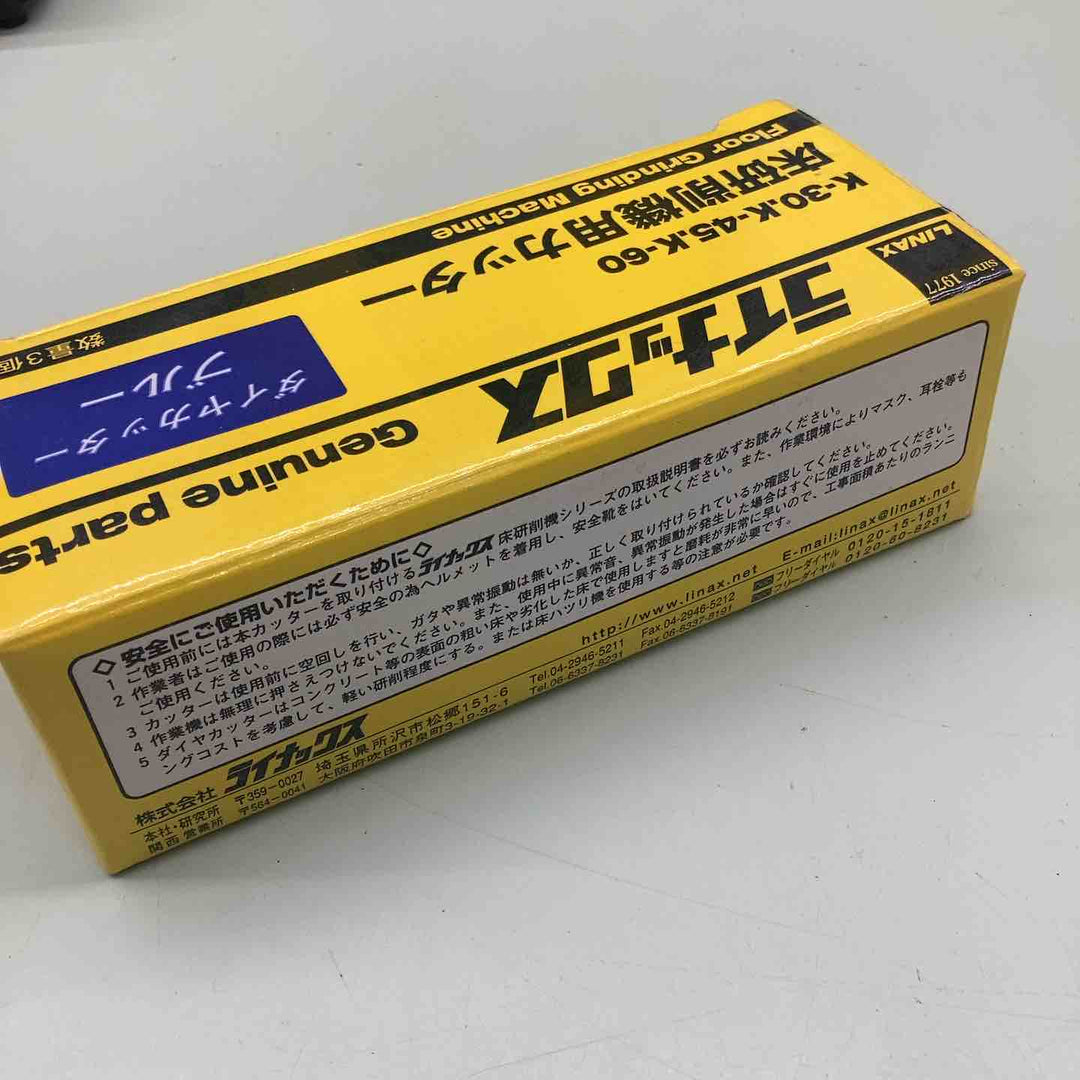 LINAX
since 1977
ライナックス
K-30.K-45.K-60
床研削機用カッター
Floor Grinding Machine
Genuine parts
ダイヤカッター
ブルー
数量3個
◇安全にご使用いただくために◇
1 ご使用前には本カッターを取り付けるライナックス床研削機シリーズの取扱説明書を必ずお読みください。
2 作業者はご使用の際には必ず安全の為ヘルメットを着用し、安全靴をはいてください。また、作業環境によりマスク、耳栓等も
ご使用ください。
3 カッターは使用前に空回しを行い、ガタや異常振動は無いか、正しく取り付けられているか確認してください。
4 作業機は無理に押さえつけないでください。また、使用中に異常音、異常振動が発生した場合はすぐに使用を止めてください。
5 ダイヤカッターはコンクリート等の表面の粗い床や劣化した床で使用しますと磨耗が非常に早いので、工事面積あたりのランニ
ングコストを考慮して、軽い研削程度にする。または床ハツリ機を使用する等の注意が必要です。
株式会社 ライナックス http://www.linax.net E-mail:linax@linax.net
本社・研究所 〒359-0027 埼玉県所沢市松郷151-6 Tel.04-2946-5211 Fax.04-2946-5212 フリーダイヤル 0120-15-1811
関西営業所 〒564-0041 大阪府吹田市泉町3-19-32-1 Tel.06-6337-8231 Fax.06-6337-8191 フリーダイヤル 0120-60-8231